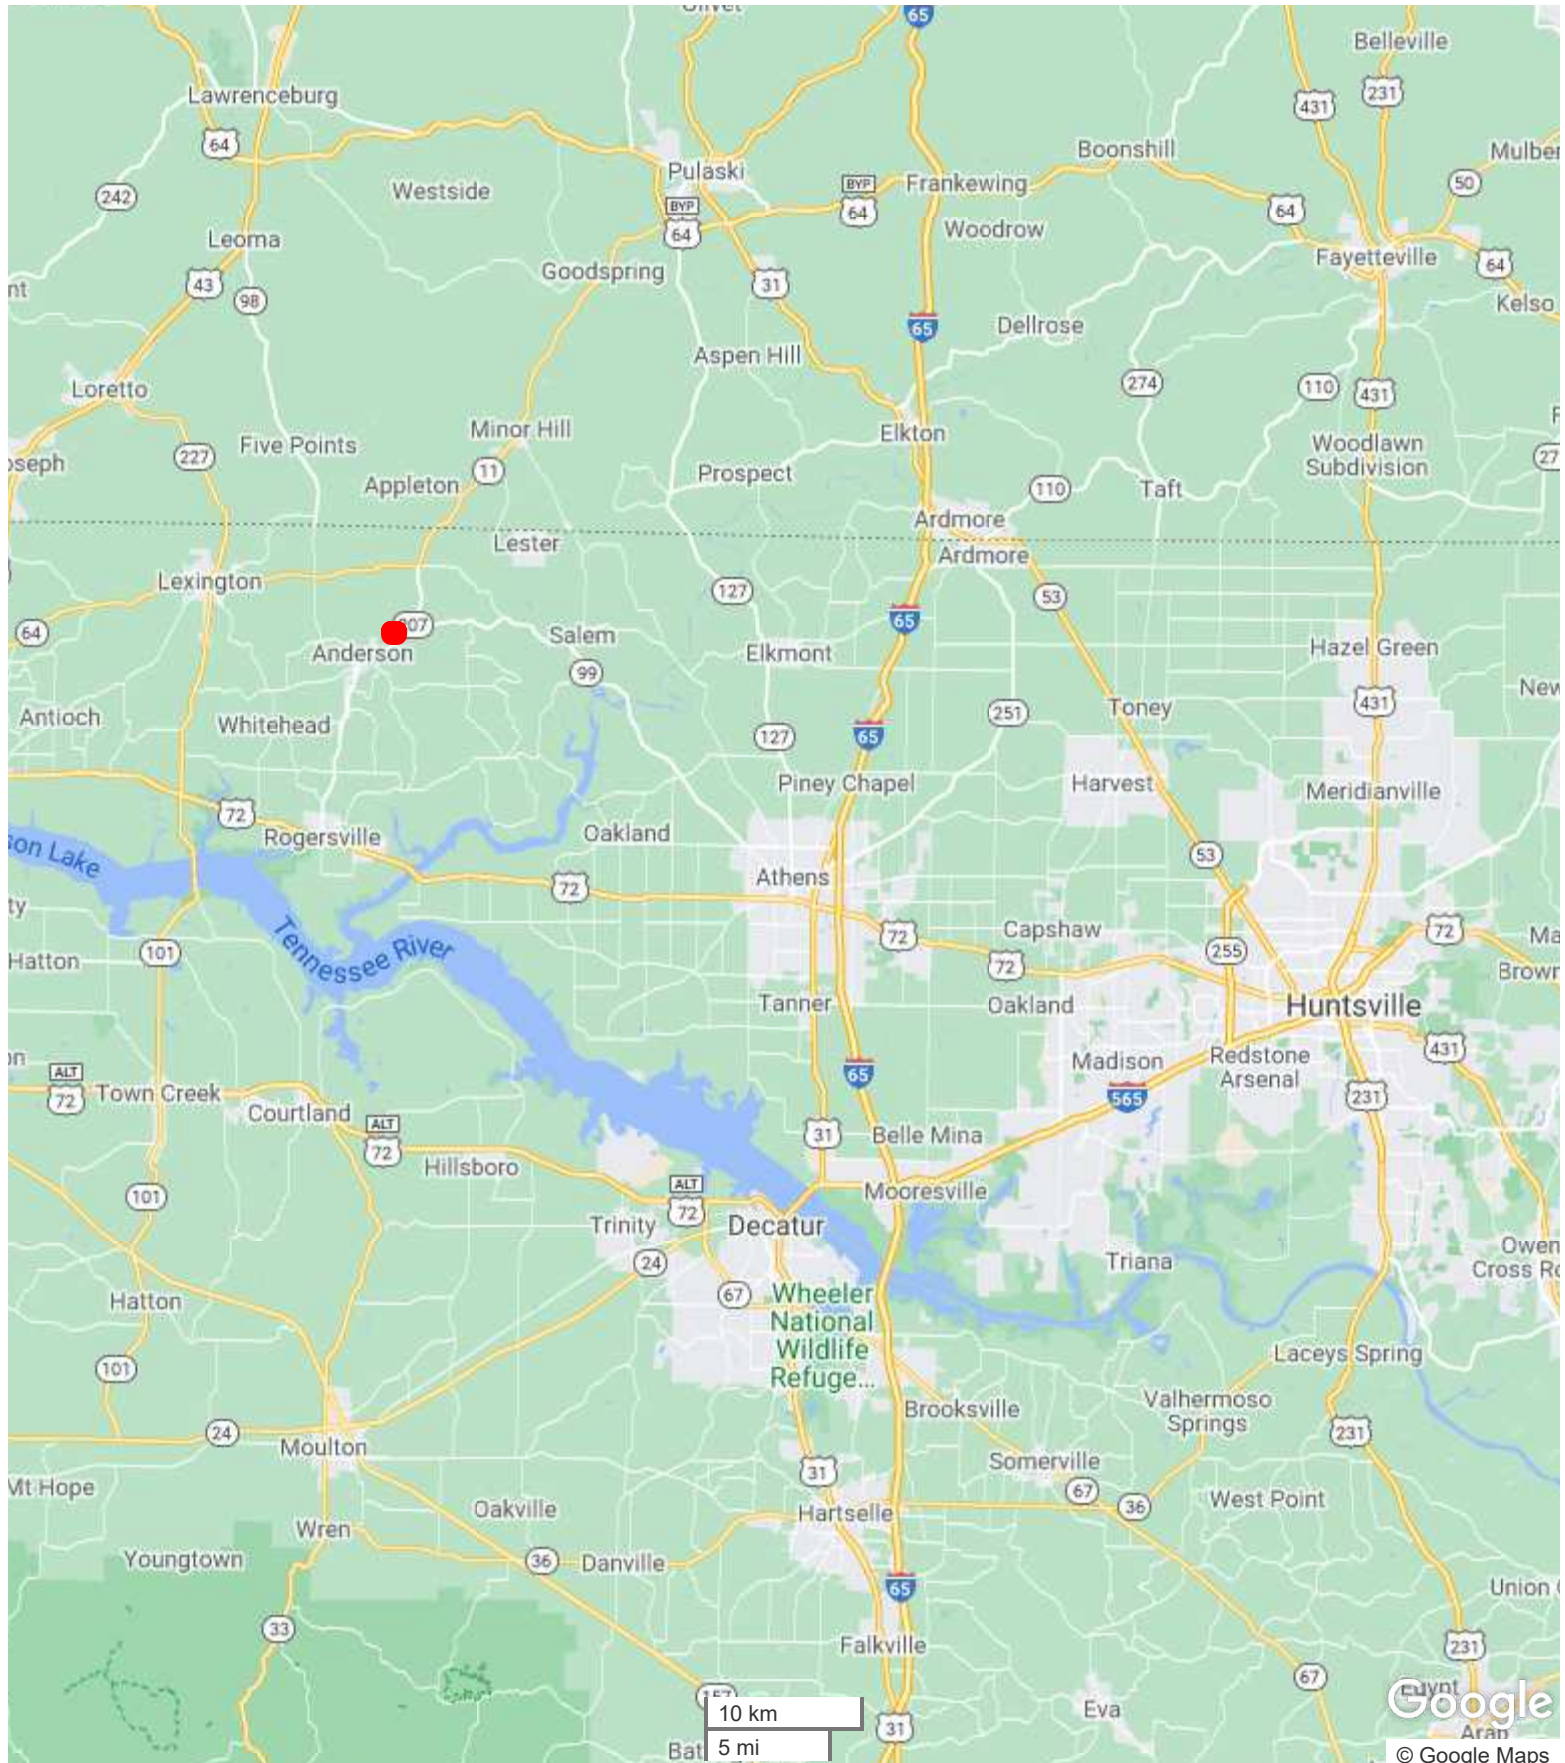 65
Belleville
Lawrenceburg
431
231
64
Boonshill
50
Pulaski
242
Westside
BYP
64
Frankewing
BYP
64
64
Leoma
Woodrow
Fayetteville
64
43
98
Goodspring
31
Kelso
65
Dellrose
Aspen Hill
Loretto
274
110
431
Minor Hill
Elkton
Five Points
227
11
Woodlawn
Subdivision
Appleton
Prospect
110
Taft
Ardmore
Lester
Ardmore
Lexington
127
53
64
65
Anderson
Salem
Elkmont
Hazel Green
99
Antioch
Whitehead
251
Toney
431
127
65
Piney Chapel
Harvest
Meridianville
72
Rogersville
Oakland
53
Athens
72
Tennessee River
Capshaw
72
72
255
72
Hatton
101
Tanner
Oakland
Huntsville
ALT
72
Town Creek
Courtland
65
Madison
Redstone
Arsenal
431
565
231
ALT
72
Hillsboro
31
Belle Mina
101
ALT
72
Mooresville
Trinity
Decatur
24
Triana
67
Wheeler
National
Wildlife
Refuge...
Hatton
101
Laceys Spring
Valhermoso
Springs
Brooksville
24
Moulton
231
Mt Hope
31
Somerville
67
36
West Point
Oakville
Hartselle
Wren
Youngtown
36
Danville
65
33
Falkville
231
67
Eva
31
10 km
5 mi
Google
© Google Maps